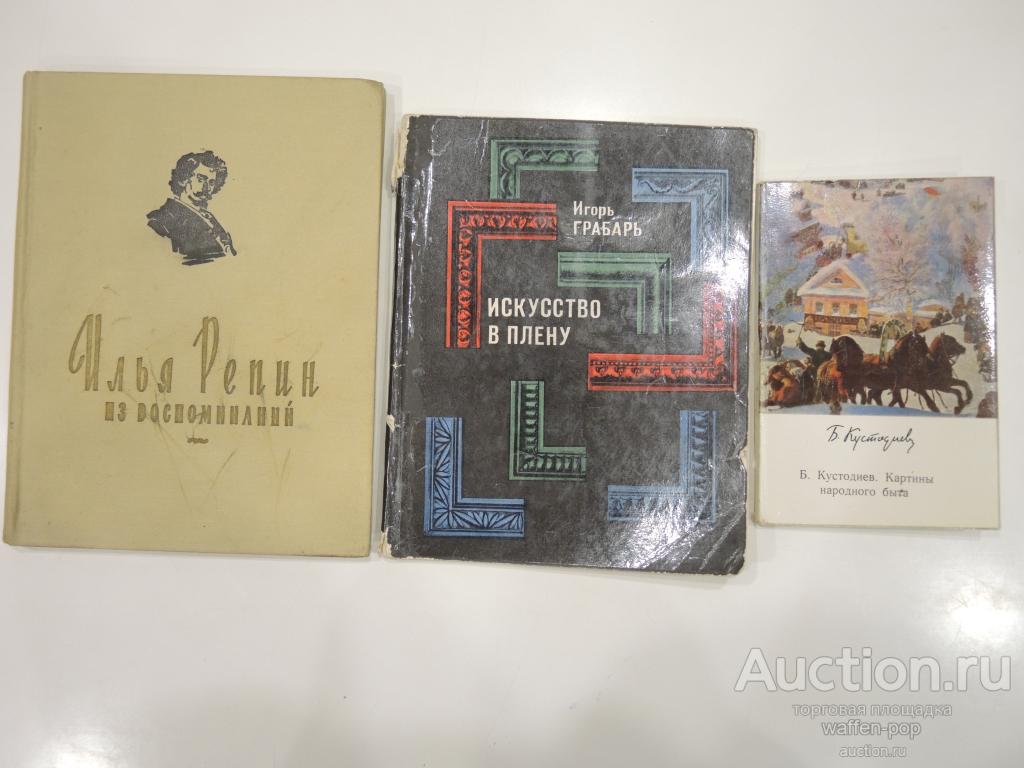 Илья Репин
из воспоминаний
Игорь
ГРАБАРЬ
ИСКУССТВО
В ПЛЕНУ
Б. Кустодиев
Б. Кустодиев. Картины
народного быта
Auction.ru
торговая площадка
waffen-pop
auction.ru